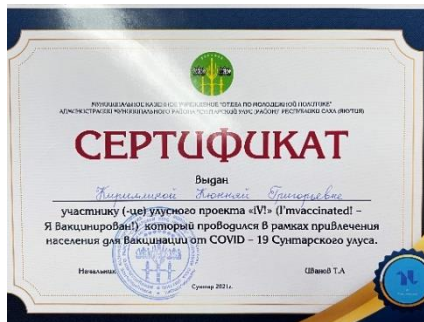 МУНИЦИПАЛЬНОЕ КАЗЕННОЕ УЧРЕЖДЕНИЕ "ОТДЕЛ ПО МОЛОДЕЖНОЙ ПОЛИТИКЕ"
АДМИНИСТРАЦИИ МУНИЦИПАЛЬНОГО РАЙОНА "СУНТАРСКИЙ УЛУС (РАЙОН)" РЕСПУБЛИКИ САХА (ЯКУТИЯ)
СЕРТИФИКАТ
Выдан
Григорьевне
участнику (-це) улусного проекта «IV!» (I'mvaccinated! –
Я Вакцинирован!) который проводился в рамках привлечения
населения для вакцинации от COVID – 19 Сунтарского улуса.
Начальник Иванов Т.А
Сунтар 2021г.